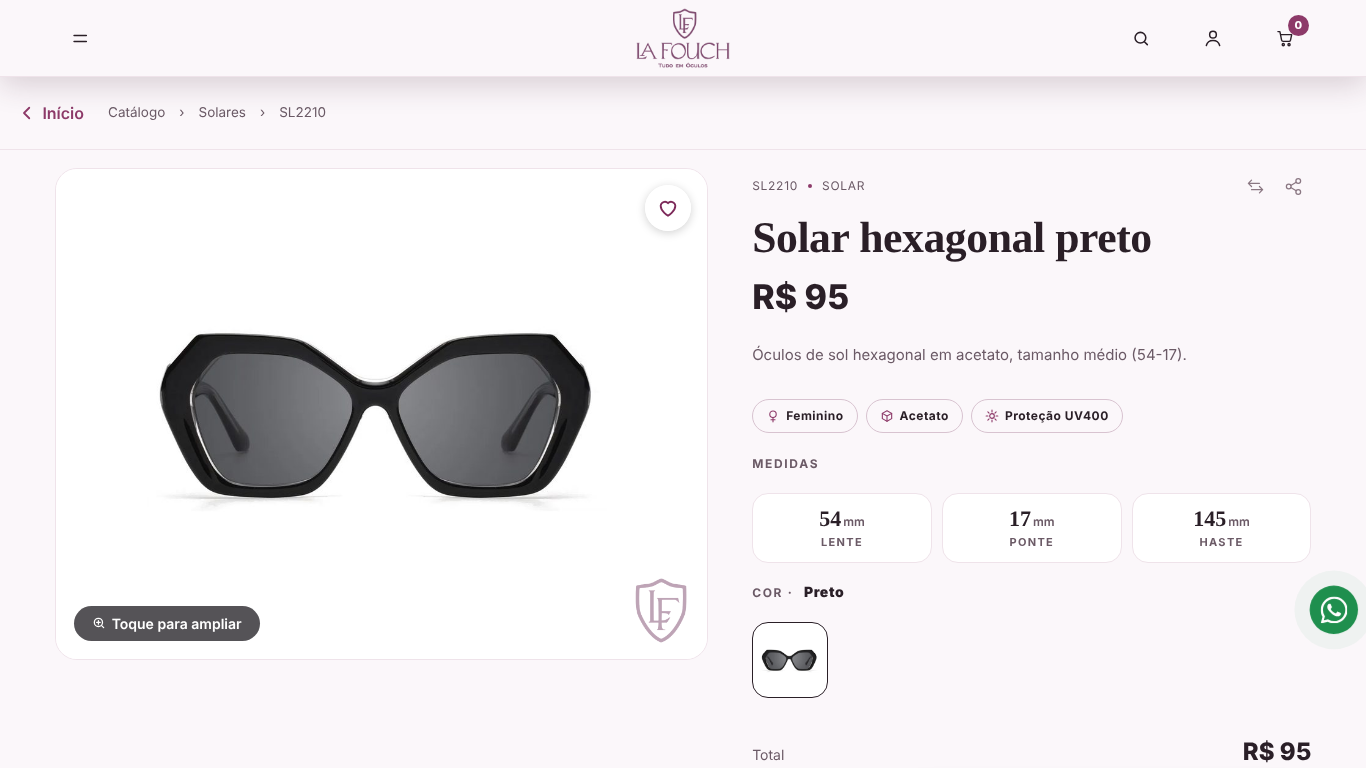 LF
LA FOUCH
TUDO EM ÓCULOS
0
Início
Catálogo › Solares › SL2210
SL2210 • SOLAR
Solar hexagonal preto
R$ 95
Óculos de sol hexagonal em acetato, tamanho médio (54-17).
Feminino
Acetato
Proteção UV400
MEDIDAS
54 mm
LENTE
17 mm
PONTE
145 mm
HASTE
COR · Preto
Toque para ampliar
LF
Total
R$ 95